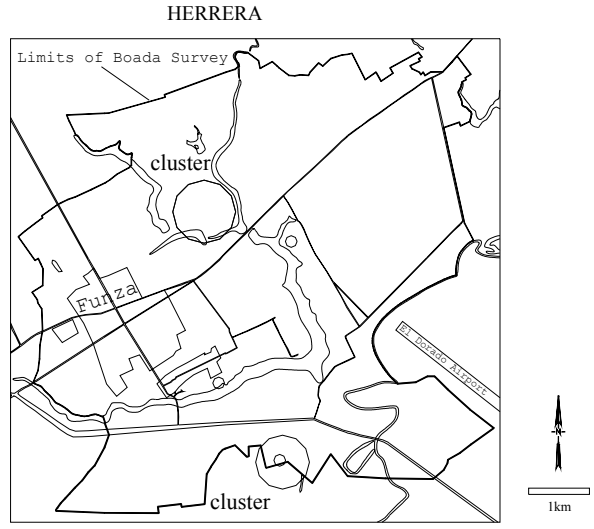 HERRERA
Limits of Boada Survey
cluster
Funza
El Dorado Airport
N
cluster
1km